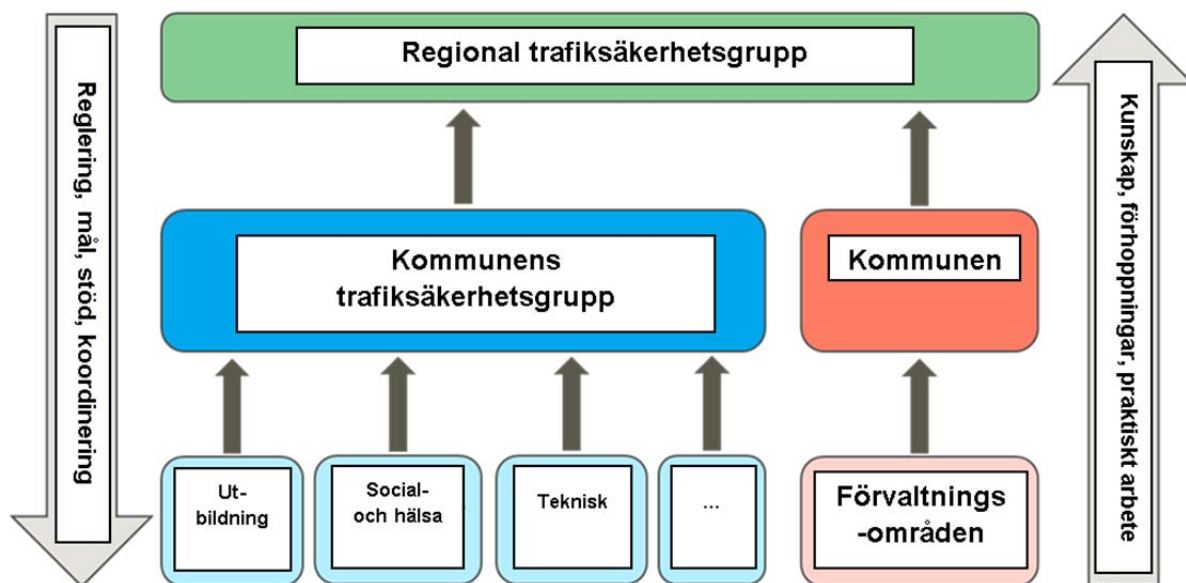 Regional trafiksäkerhetsgrupp
Reglering, mål, stöd, koordinering
Kunskap, förhoppningar, praktiskt arbete
Kommunens
trafiksäkerhetsgrupp
Kommunen
Ut-
bildning
Social-
och hälsa
Teknisk
...
Förvaltnings
-områden